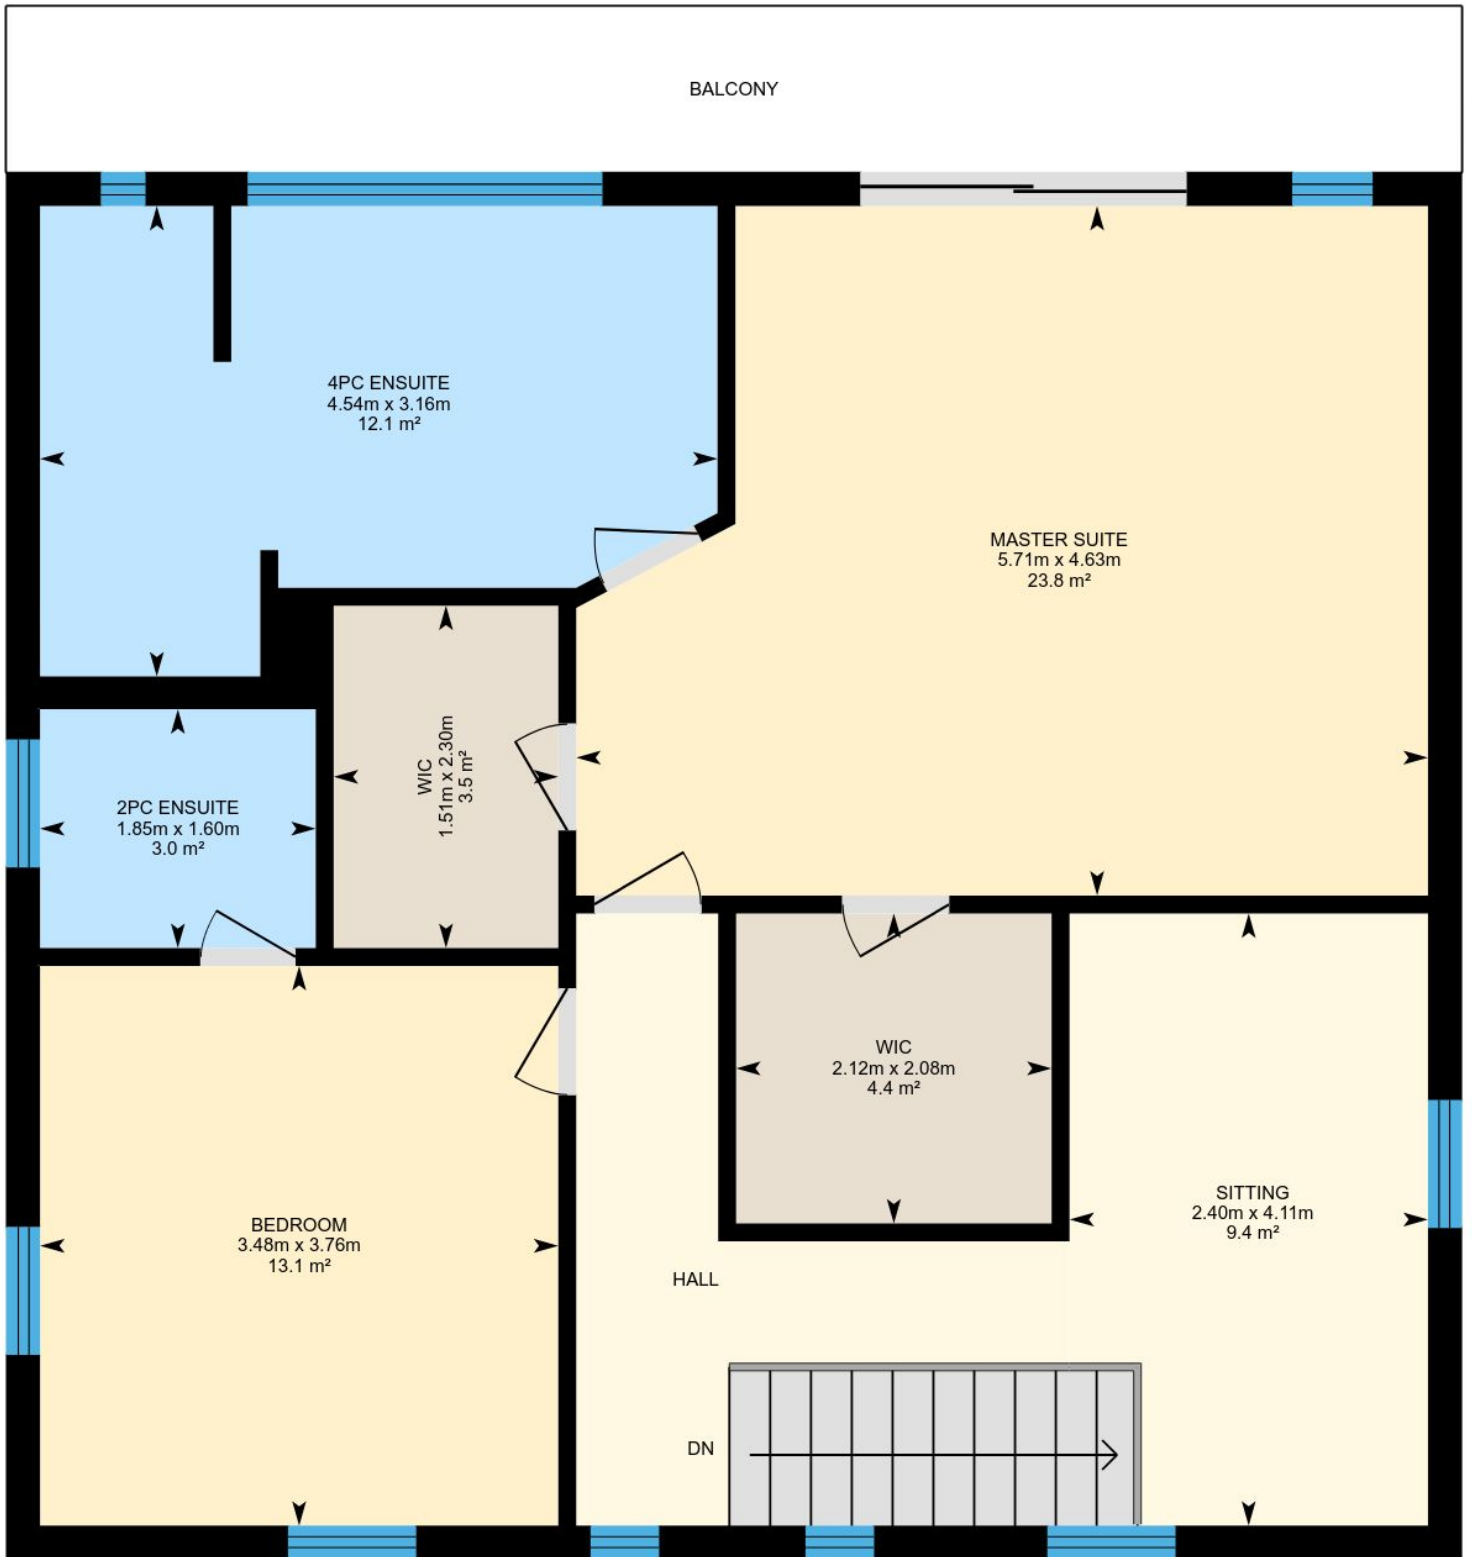 BALCONY
4PC ENSUITE
4.54m x 3.16m
12.1 m²
MASTER SUITE
5.71m x 4.63m
23.8 m²
WIC
1.51m x 2.30m
3.5 m²
2PC ENSUITE
1.85m x 1.60m
3.0 m²
WIC
2.12m x 2.08m
4.4 m²
SITTING
2.40m x 4.11m
9.4 m²
BEDROOM
3.48m x 3.76m
13.1 m²
HALL
DN